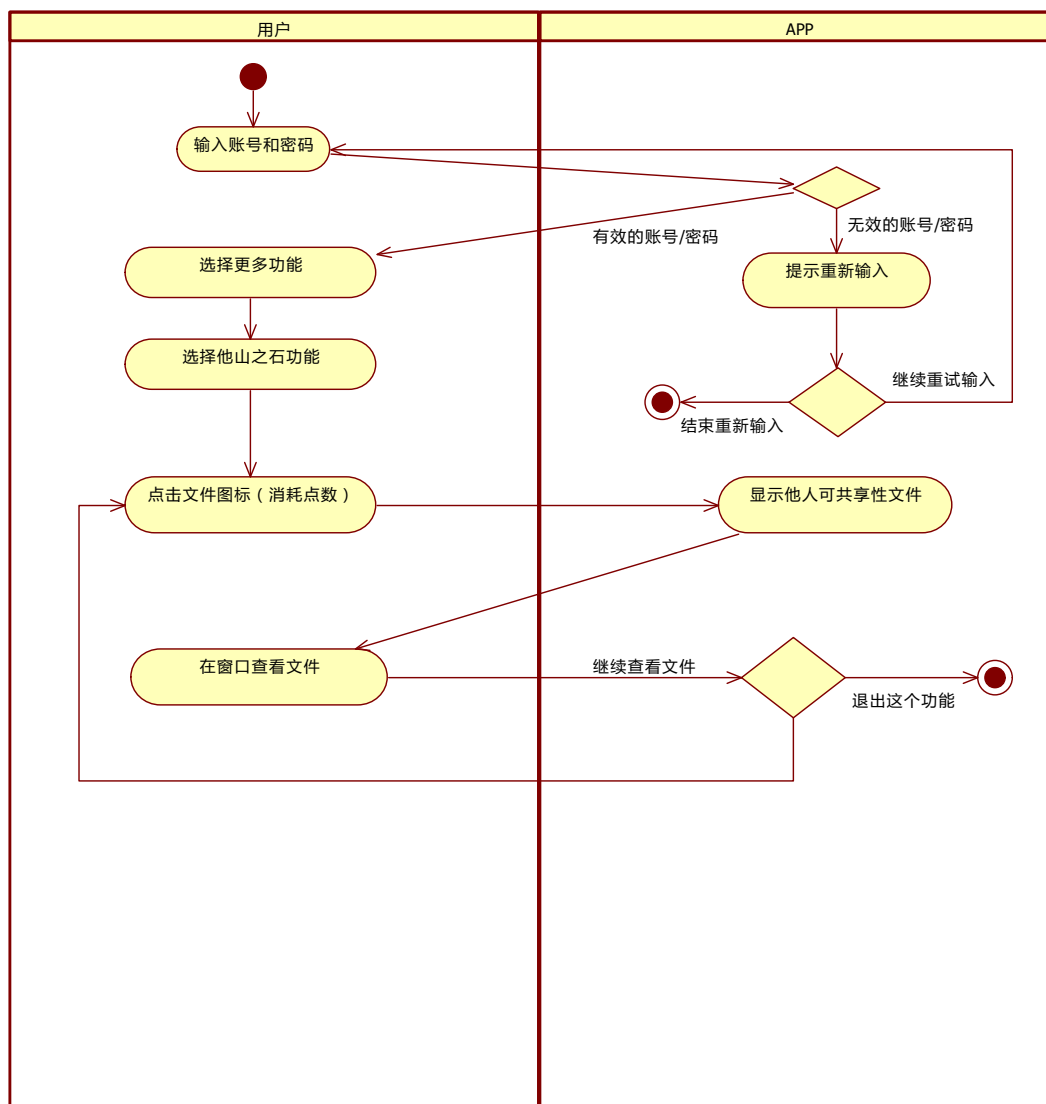 用户
APP
输入账号和密码
无效的账号/密码
有效的账号/密码
选择更多功能
提示重新输入
选择他山之石功能
继续重试输入
结束重新输入
点击文件图标（消耗点数）
显示他人可共享性文件
在窗口查看文件
继续查看文件
退出这个功能